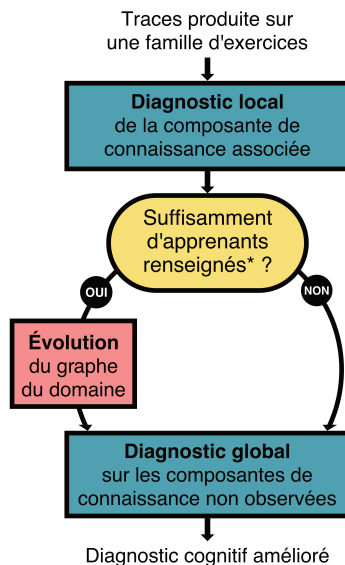 Traces produite sur
une famille d'exercices
Diagnostic local
de la composante de
connaissance associée
Suffisamment
d'apprenants
renseignés* ?
OUI
NON
Évolution
du graphe
du domaine
Diagnostic global
sur les composantes de
connaissance non observées
Diagnostic cognitif amélioré